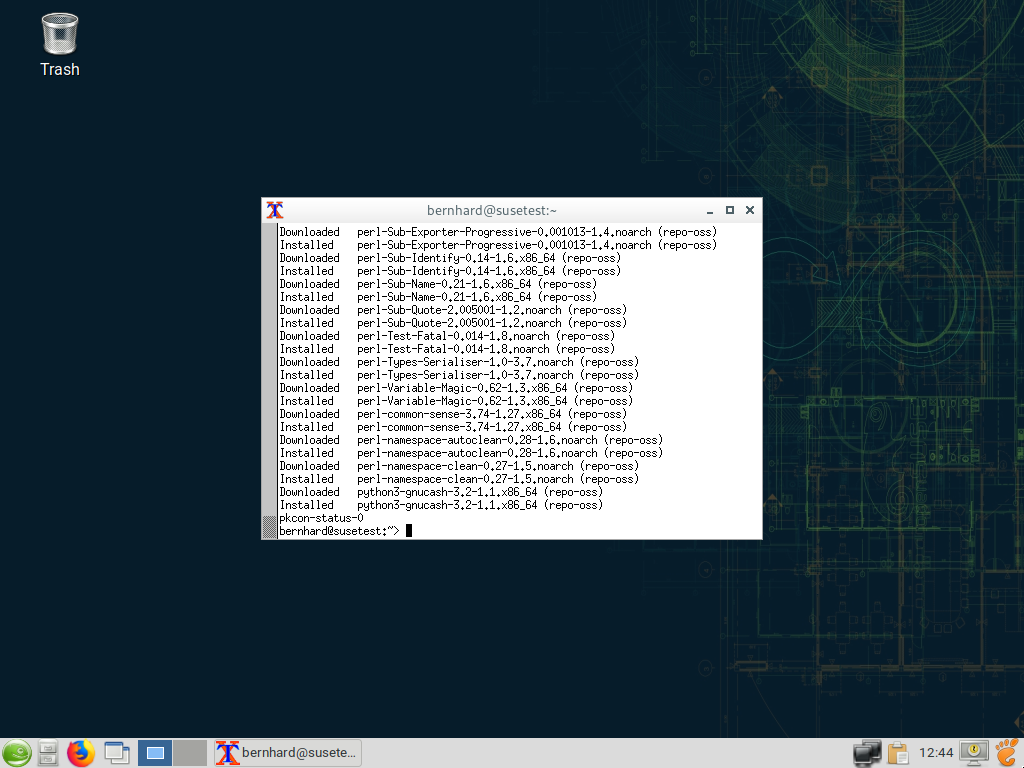 Trash
bernhard@susetest:~
Downloaded perl-Sub-Exporter-Progressive-0.001013-1.4.noarch (repo-oss)
Installed perl-Sub-Exporter-Progressive-0.001013-1.4.noarch (repo-oss)
Downloaded perl-Sub-Identify-0.14-1.6.x86_64 (repo-oss)
Installed perl-Sub-Identify-0.14-1.6.x86_64 (repo-oss)
Downloaded perl-Sub-Name-0.21-1.6.x86_64 (repo-oss)
Installed perl-Sub-Name-0.21-1.6.x86_64 (repo-oss)
Downloaded perl-Sub-Quote-2.005001-1.2.noarch (repo-oss)
Installed perl-Sub-Quote-2.005001-1.2.noarch (repo-oss)
Downloaded perl-Test-Fatal-0.014-1.8.noarch (repo-oss)
Installed perl-Test-Fatal-0.014-1.8.noarch (repo-oss)
Downloaded perl-Types-Serialiser-1.0-3.7.noarch (repo-oss)
Installed perl-Types-Serialiser-1.0-3.7.noarch (repo-oss)
Downloaded perl-Variable-Magic-0.62-1.3.x86_64 (repo-oss)
Installed perl-Variable-Magic-0.62-1.3.x86_64 (repo-oss)
Downloaded perl-common-sense-3.74-1.27.x86_64 (repo-oss)
Installed perl-common-sense-3.74-1.27.x86_64 (repo-oss)
Downloaded perl-namespace-autoclean-0.28-1.6.noarch (repo-oss)
Installed perl-namespace-autoclean-0.28-1.6.noarch (repo-oss)
Downloaded perl-namespace-clean-0.27-1.5.noarch (repo-oss)
Installed perl-namespace-clean-0.27-1.5.noarch (repo-oss)
Downloaded python3-gnucash-3.2-1.1.x86_64 (repo-oss)
Installed python3-gnucash-3.2-1.1.x86_64 (repo-oss)
pkcon-status-0
bernhard@susetest:~>
bernhard@susete...
12:44